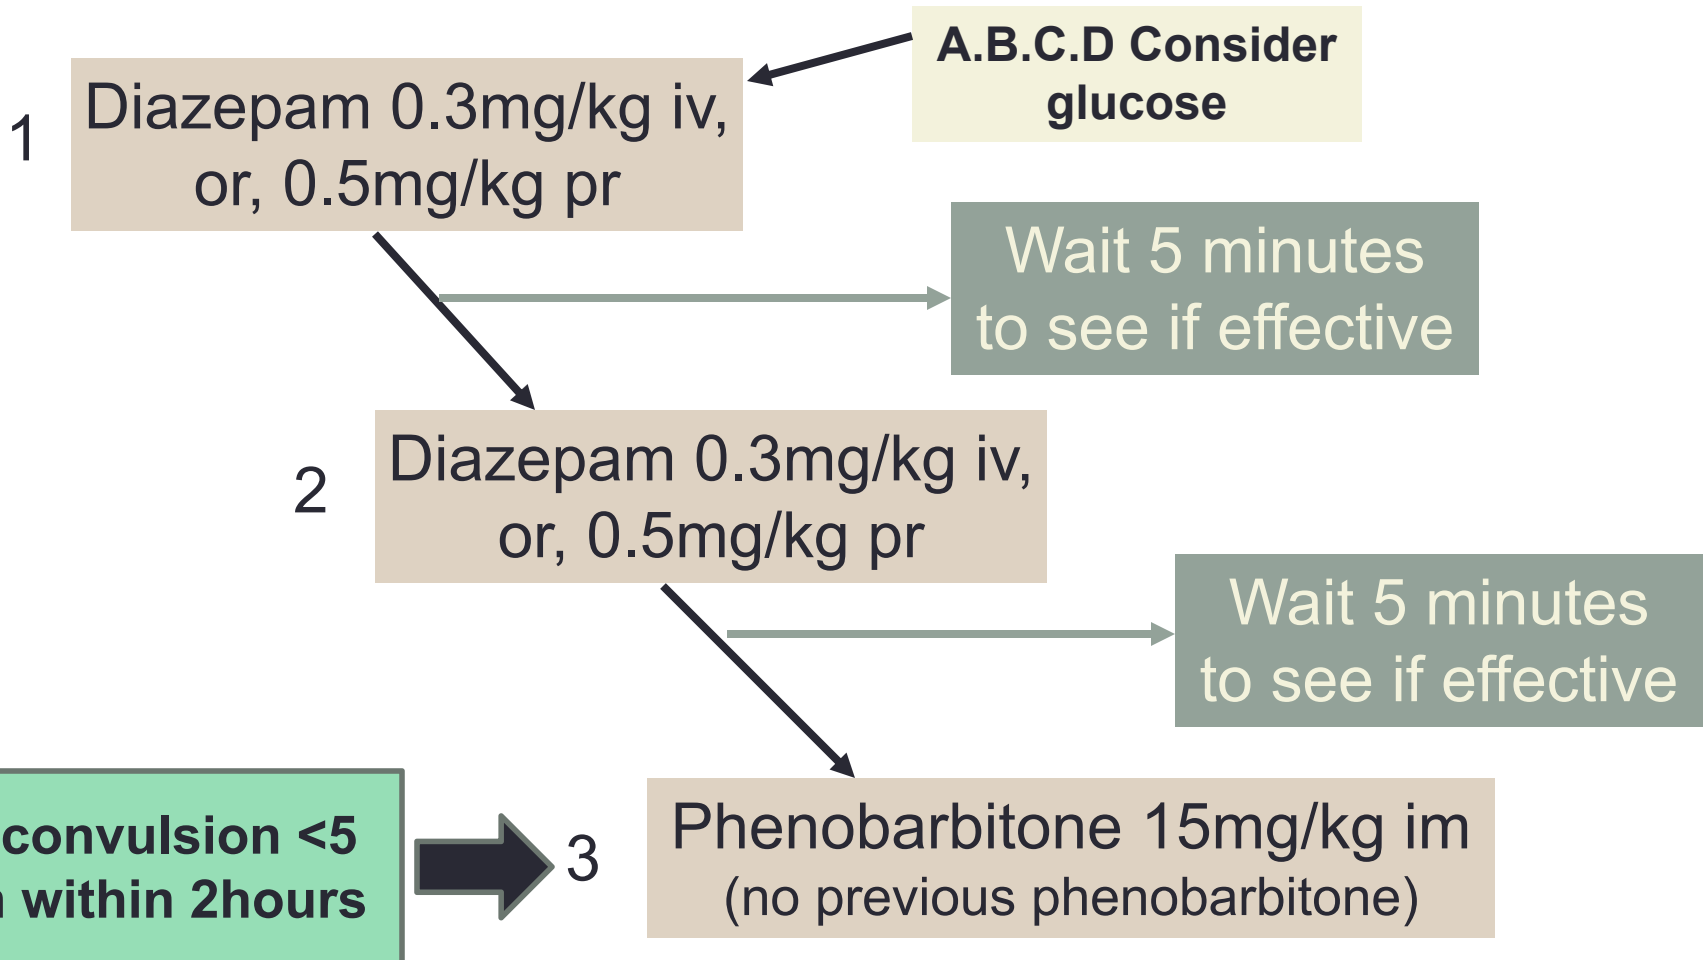 A.B.C.D Consider
glucose
1
Diazepam 0.3mg/kg iv,
or, 0.5mg/kg pr
Wait 5 minutes
to see if effective
2
Diazepam 0.3mg/kg iv,
or, 0.5mg/kg pr
Wait 5 minutes
to see if effective
convulsion <5
within 2hours
3
Phenobarbitone 15mg/kg im
(no previous phenobarbitone)